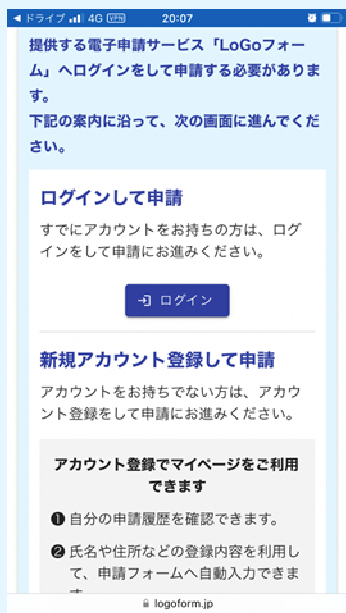 ◀ ドライブ 4G VPN 20:07
提供する電子申請サービス「LoGoフォー
ム」へログインをして申請する必要がありま
す。
下記の案内に沿って、次の画面に進んでくだ
さい。
ログインして申請
すでにアカウントをお持ちの方は、ログ
インをして申請にお進みください。
ログイン
新規アカウント登録して申請
アカウントをお持ちでない方は、アカウ
ント登録をして申請にお進みください。
アカウント登録でマイページをご利用
できます
❶ 自分の申請履歴を確認できます。
❷ 氏名や住所などの登録内容を利用し
て、申請フォームへ自動入力できま
す
logoform.jp